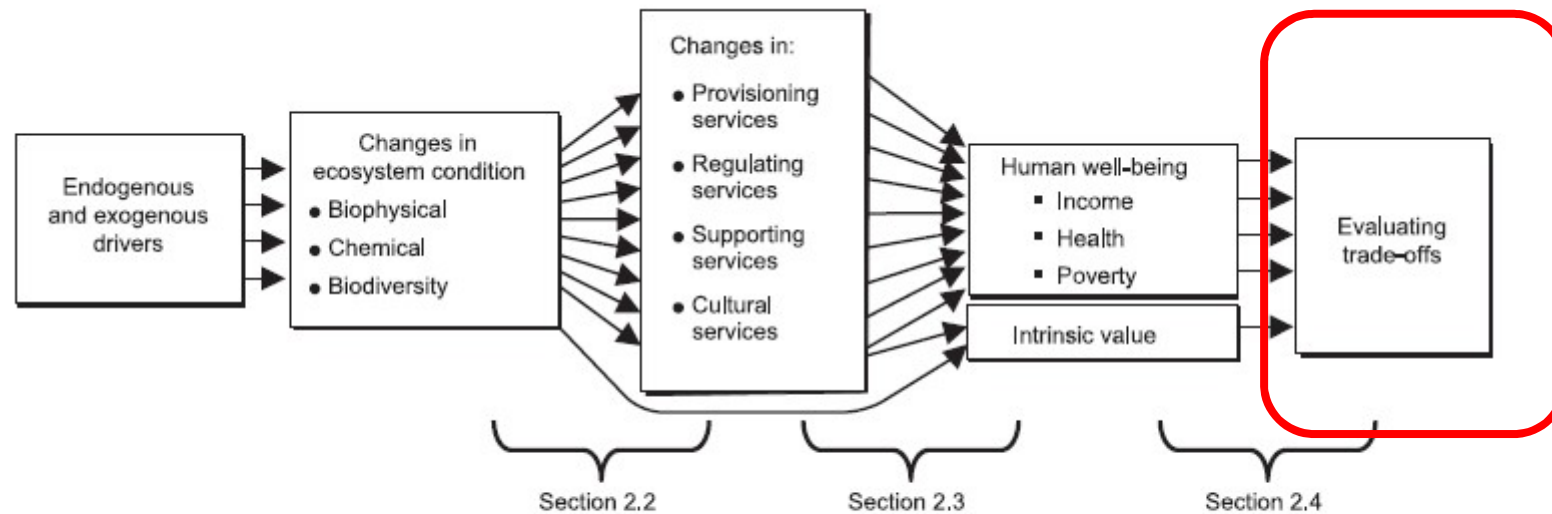 Endogenous
and exogenous
drivers
Changes in
ecosystem condition
● Biophysical
● Chemical
● Biodiversity
Changes in:
● Provisioning
services
● Regulating
services
● Supporting
services
● Cultural
services
Human well-being
▪ Income
▪ Health
▪ Poverty
Intrinsic value
Evaluating
trade-offs
Section 2.2
Section 2.3
Section 2.4